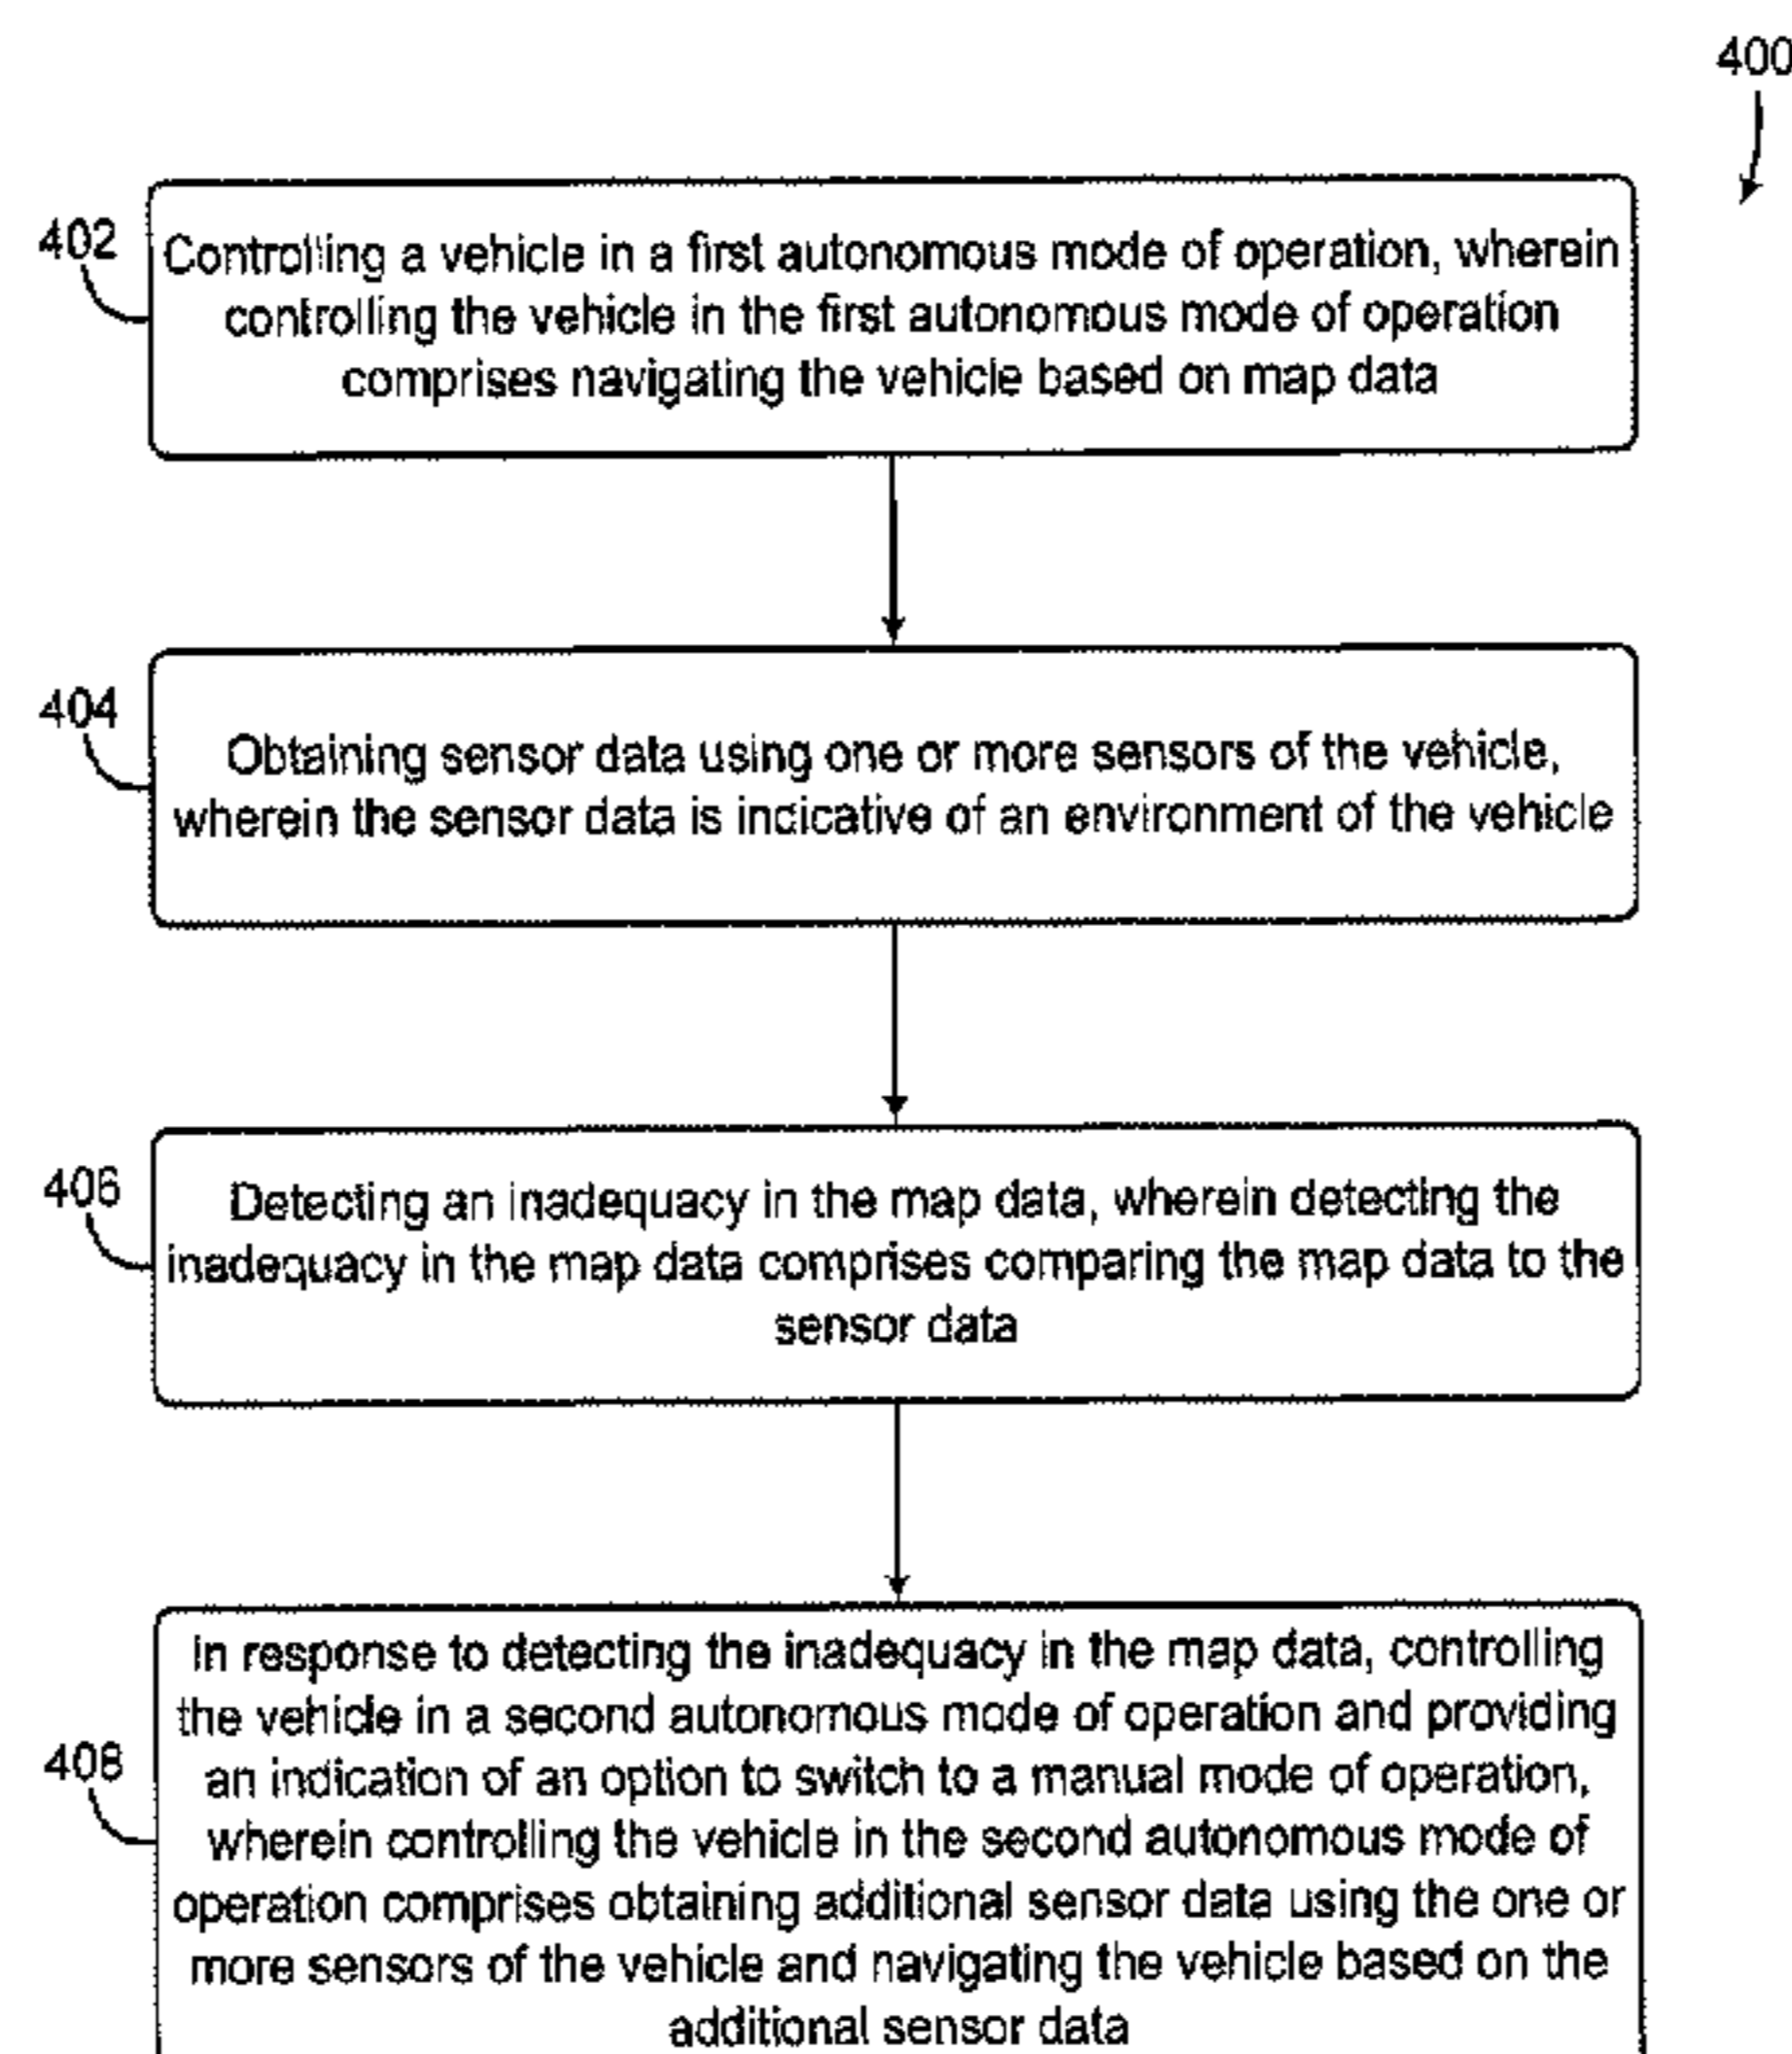 400
402
Controlling a vehicle in a first autonomous mode of operation, wherein
controlling the vehicle in the first autonomous mode of operation
comprises navigating the vehicle based on map data
404
Obtaining sensor data using one or more sensors of the vehicle,
wherein the sensor data is indicative of an environment of the vehicle
406
Detecting an inadequacy in the map data, wherein detecting the
inadequacy in the map data comprises comparing the map data to the
sensor data
408
In response to detecting the inadequacy in the map data, controlling
the vehicle in a second autonomous mode of operation and providing
an indication of an option to switch to a manual mode of operation,
wherein controlling the vehicle in the second autonomous mode of
operation comprises obtaining additional sensor data using the one or
more sensors of the vehicle and navigating the vehicle based on the
additional sensor data